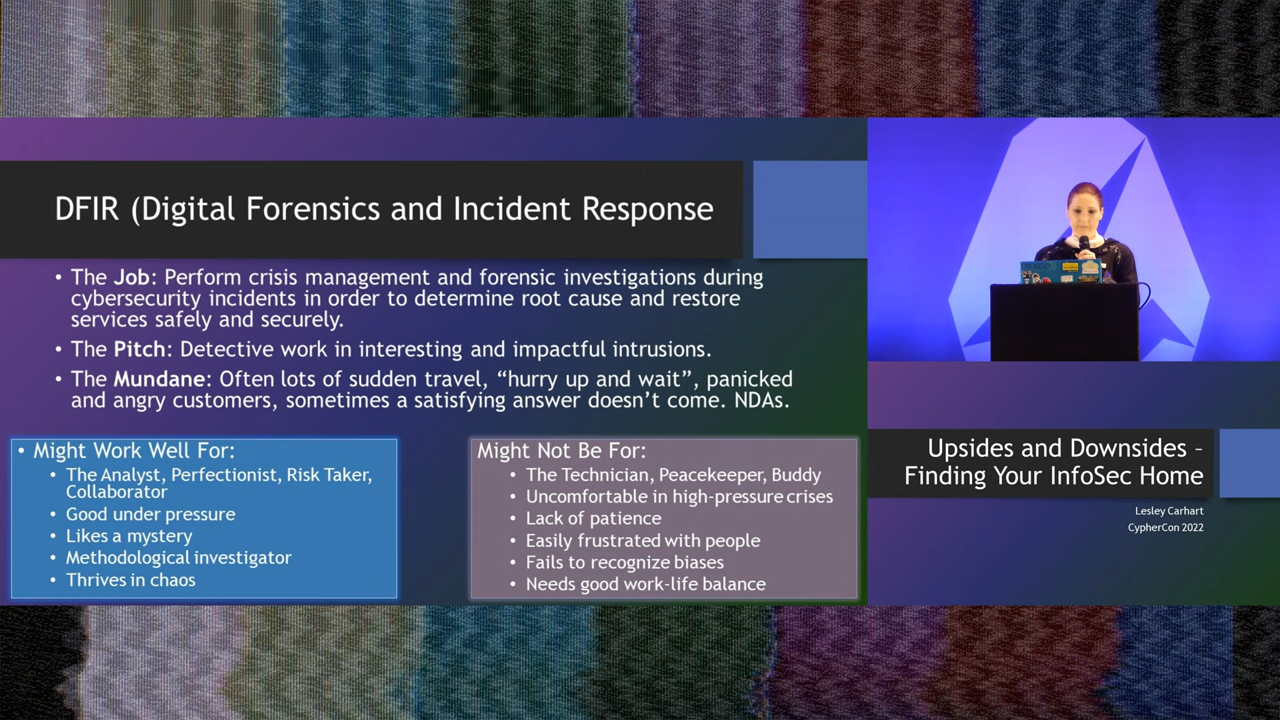 DFIR (Digital Forensics and Incident Response
• The Job: Perform crisis management and forensic investigations during
cybersecurity incidents in order to determine root cause and restore
services safely and securely.
• The Pitch: Detective work in interesting and impactful intrusions.
• The Mundane: Often lots of sudden travel, “hurry up and wait”, panicked
and angry customers, sometimes a satisfying answer doesn’t come. NDAs.
• Might Work Well For:
• The Analyst, Perfectionist, Risk Taker,
Collaborator
• Good under pressure
• Likes a mystery
• Methodological investigator
• Thrives in chaos
Might Not Be For:
• The Technician, Peacekeeper, Buddy
• Uncomfortable in high-pressure crises
• Lack of patience
• Easily frustrated with people
• Fails to recognize biases
• Needs good work-life balance
Upsides and Downsides –
Finding Your InfoSec Home
Lesley Carhart
CypherCon 2022